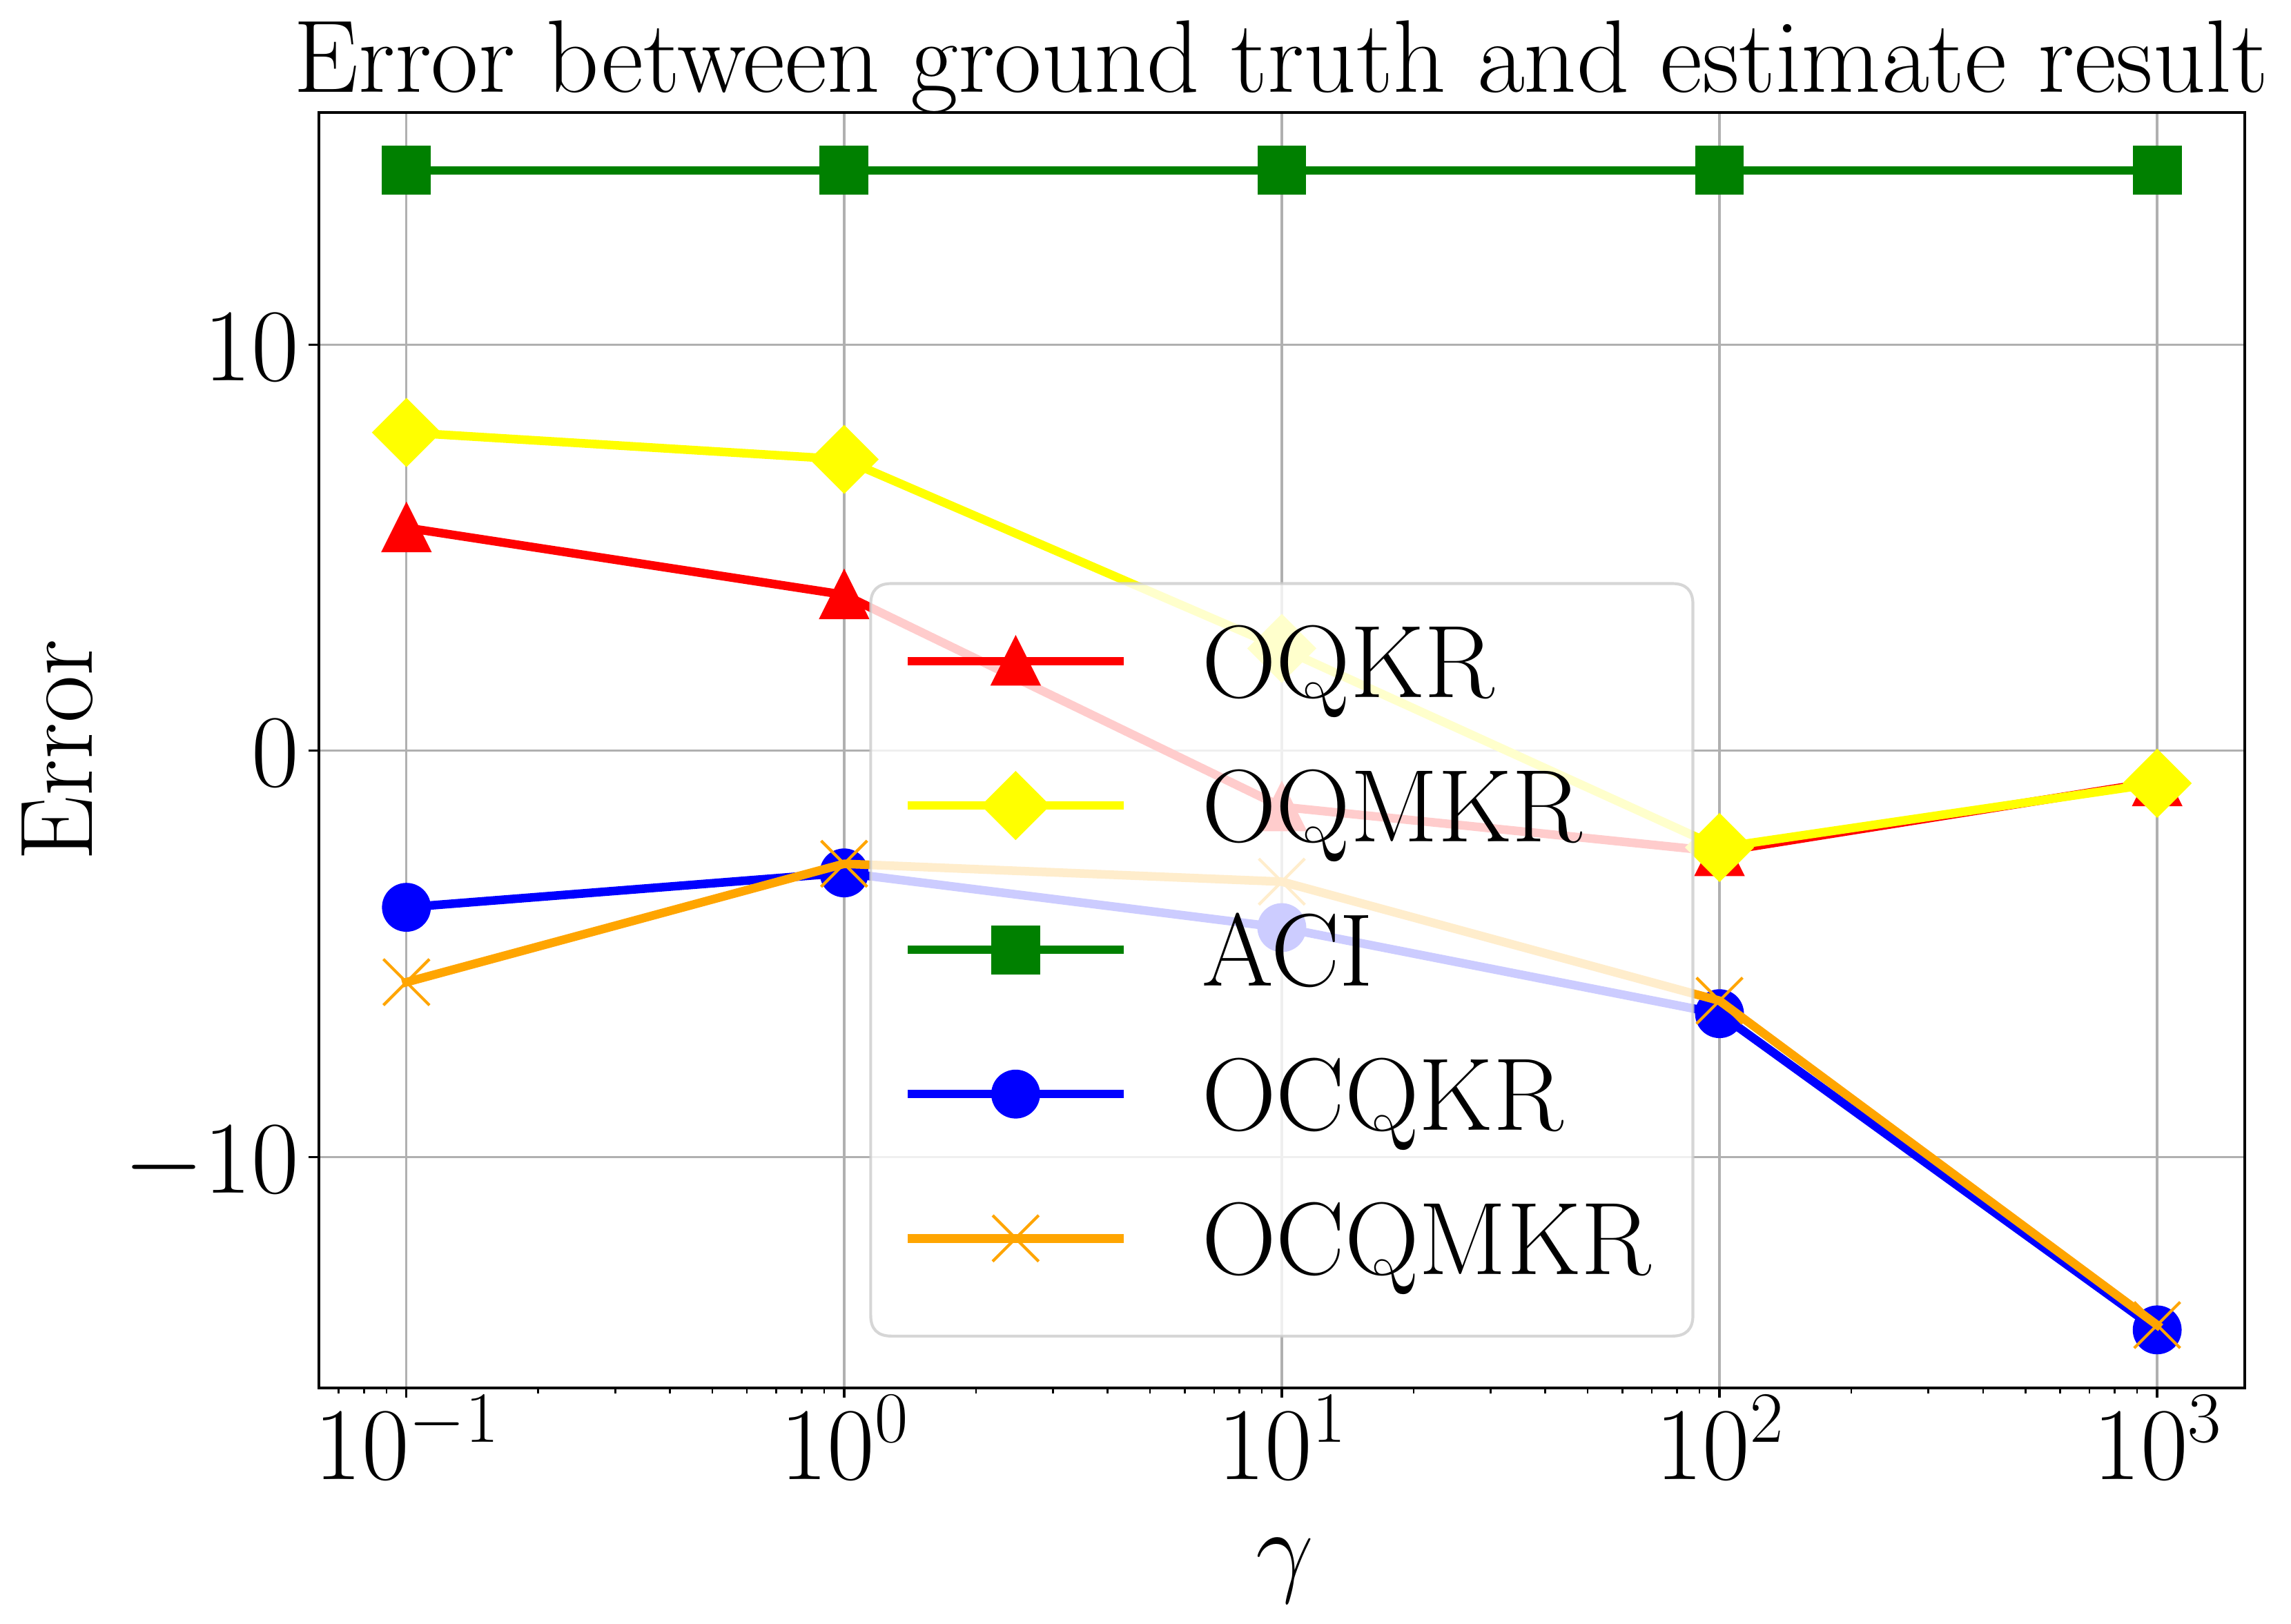 Error between ground truth and estimate result
Error
10
0
−10
OQKR
OQMKR
ACI
OCQKR
OCQMKR
10⁻¹ 10⁰ 10¹ 10² 10³
γ